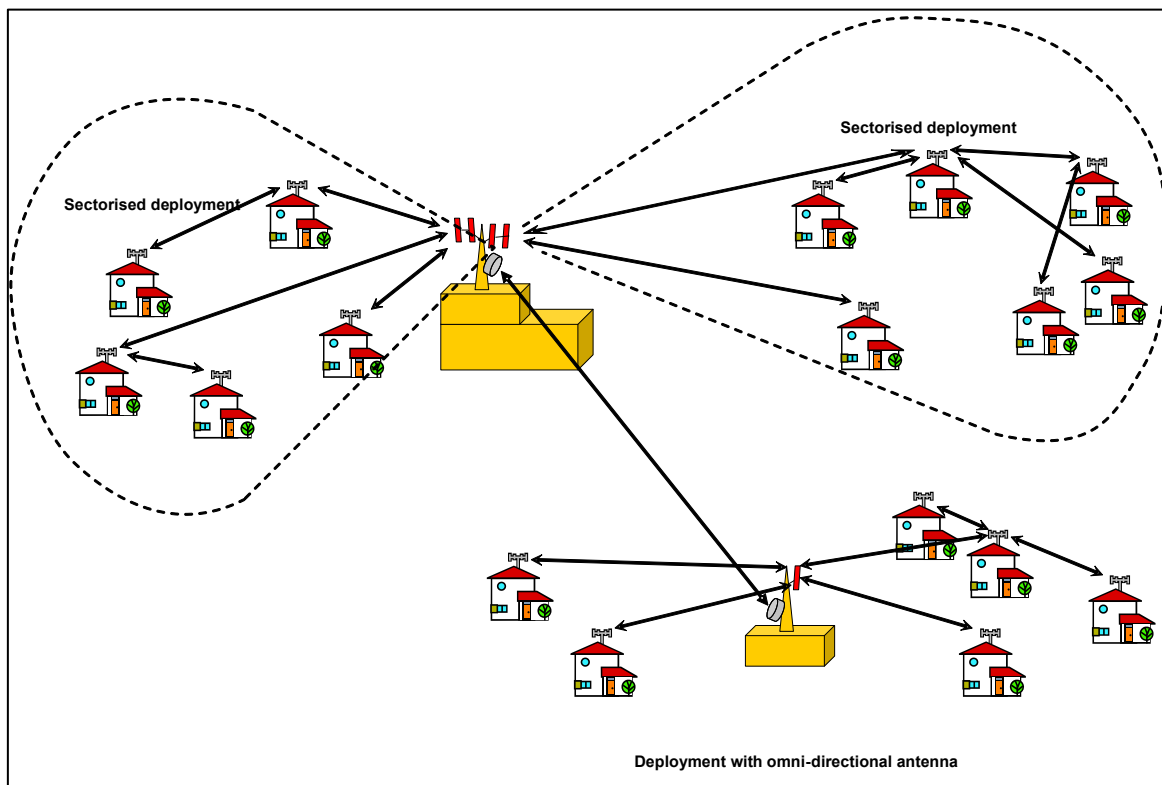 Sectorised deployment
Sectorised deployment
Deployment with omni-directional antenna